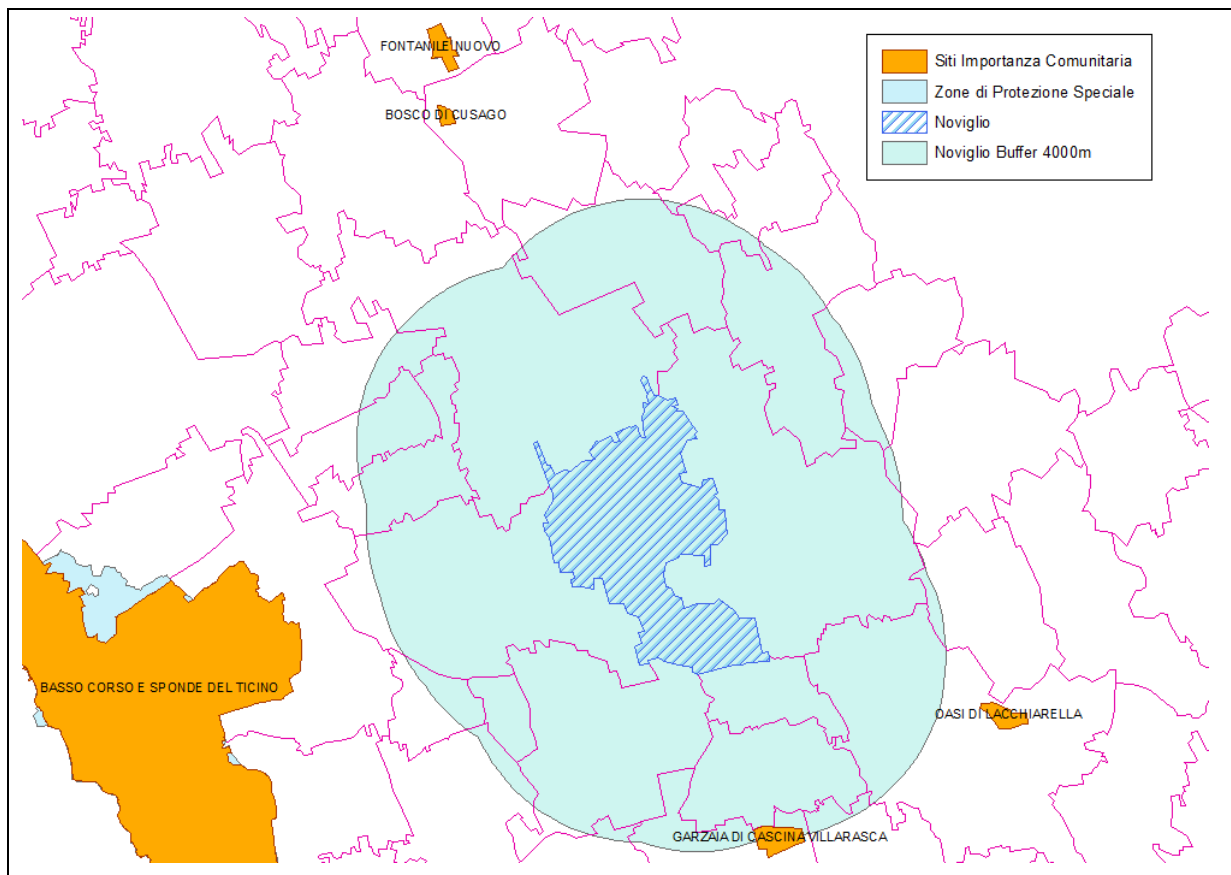 FONTANILE NUOVO
BOSCO DI CUSAGO
Siti Importanza Comunitaria
Zone di Protezione Speciale
Noviglio
Noviglio Buffer 4000m
BASSO CORSO E SPONDE DEL TICINO
OASI DI LACCHIARELLA
GARZAIA DI CASCINA VILLARASCA